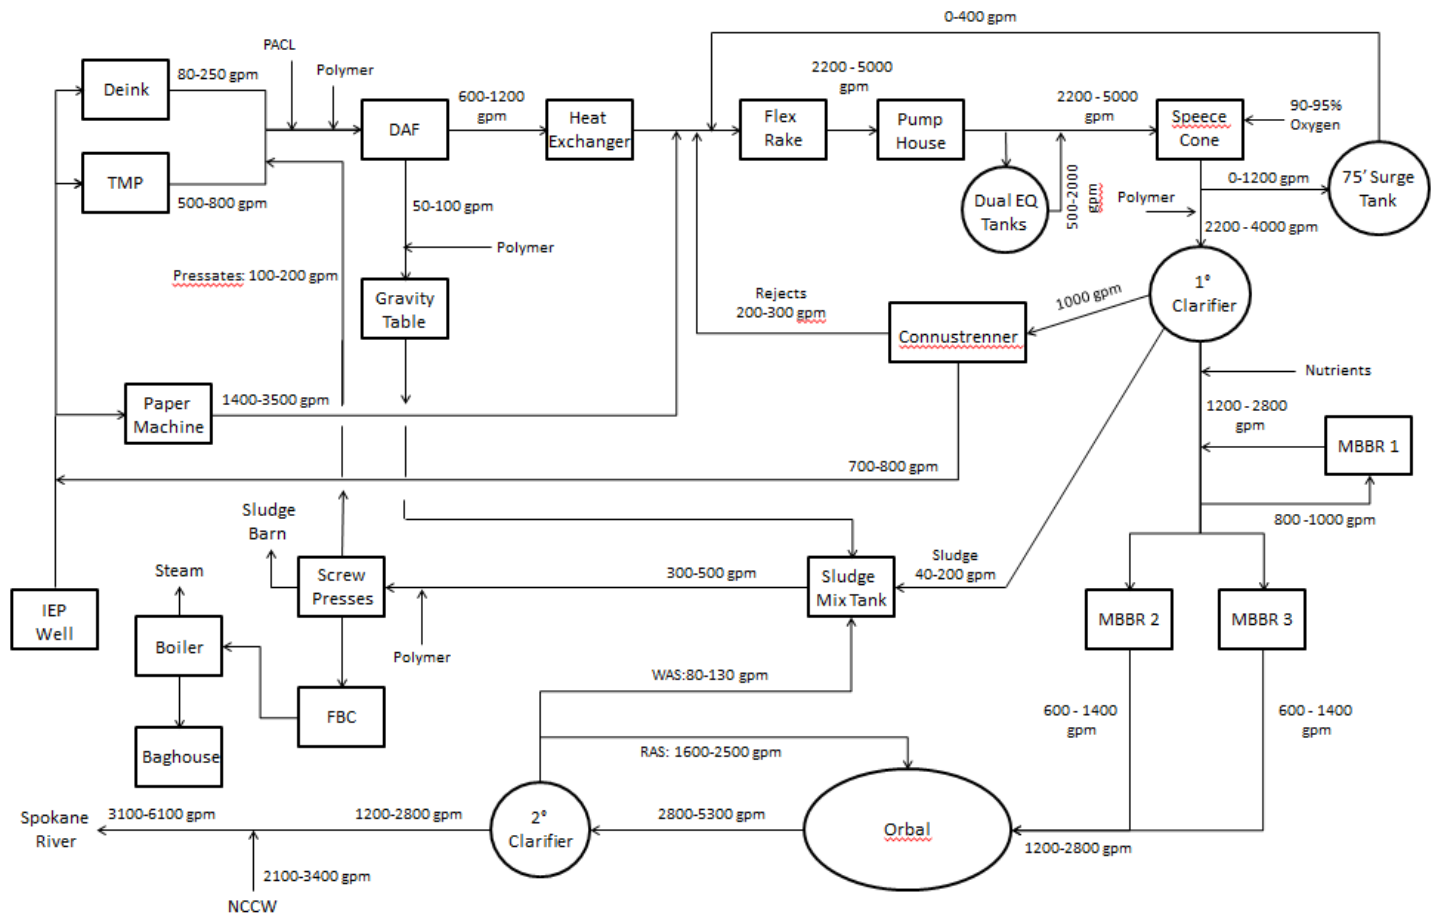 0-400 gpm
PACL
Polymer
80-250 gpm
Deink
600-1200
gpm
DAF
Heat
Exchanger
2200 - 5000
gpm
Flex
Rake
Pump
House
2200 - 5000
gpm
Speece
Cone
90-95%
Oxygen
TMP
500-800 gpm
50-100 gpm
Dual EQ
Tanks
500-2000
gpm
0-1200 gpm
75' Surge
Tank
Polymer
2200 - 4000 gpm
Polymer
Pressates: 100-200 gpm
Gravity
Table
Rejects
200-300 gpm
1000 gpm
1°
Clarifier
Connustrenner
Nutrients
Paper
Machine
1400-3500 gpm
1200 - 2800
gpm
MBBR 1
700-800 gpm
800 -1000 gpm
Sludge
Barn
Steam
Screw
Presses
300-500 gpm
Sludge
Mix Tank
Sludge
40-200 gpm
IEP
Well
Boiler
Polymer
MBBR 2
MBBR 3
WAS:80-130 gpm
FBC
Baghouse
600 - 1400
gpm
600 - 1400
gpm
RAS: 1600-2500 gpm
Spokane
River
3100-6100 gpm
1200-2800 gpm
2°
Clarifier
2800-5300 gpm
Orbal
1200-2800 gpm
2100-3400 gpm
NCCW